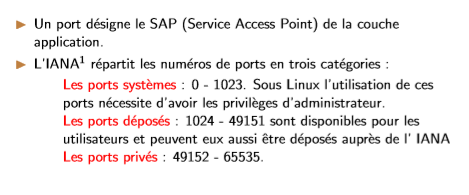 Un port désigne le SAP (Service Access Point) de la couche
application.
L'IANA¹ répartit les numéros de ports en trois catégories :
Les ports systèmes : 0 - 1023. Sous Linux l'utilisation de ces
ports nécessite d'avoir les privilèges d'administrateur.
Les ports déposés : 1024 - 49151 sont disponibles pour les
utilisateurs et peuvent eux aussi être déposés auprès de l' IANA
Les ports privés : 49152 - 65535.